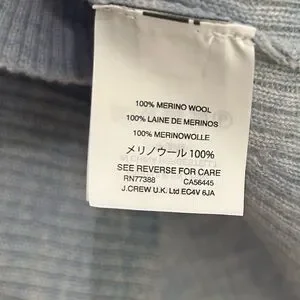 100% MERINO WOOL
100% LAINE DE MERINOS
100% MERINOWOLLE
メリノウール 100%
SEE REVERSE FOR CARE
RN77388 CA56445
J.CREW U.K. Ltd EC4V 6JA